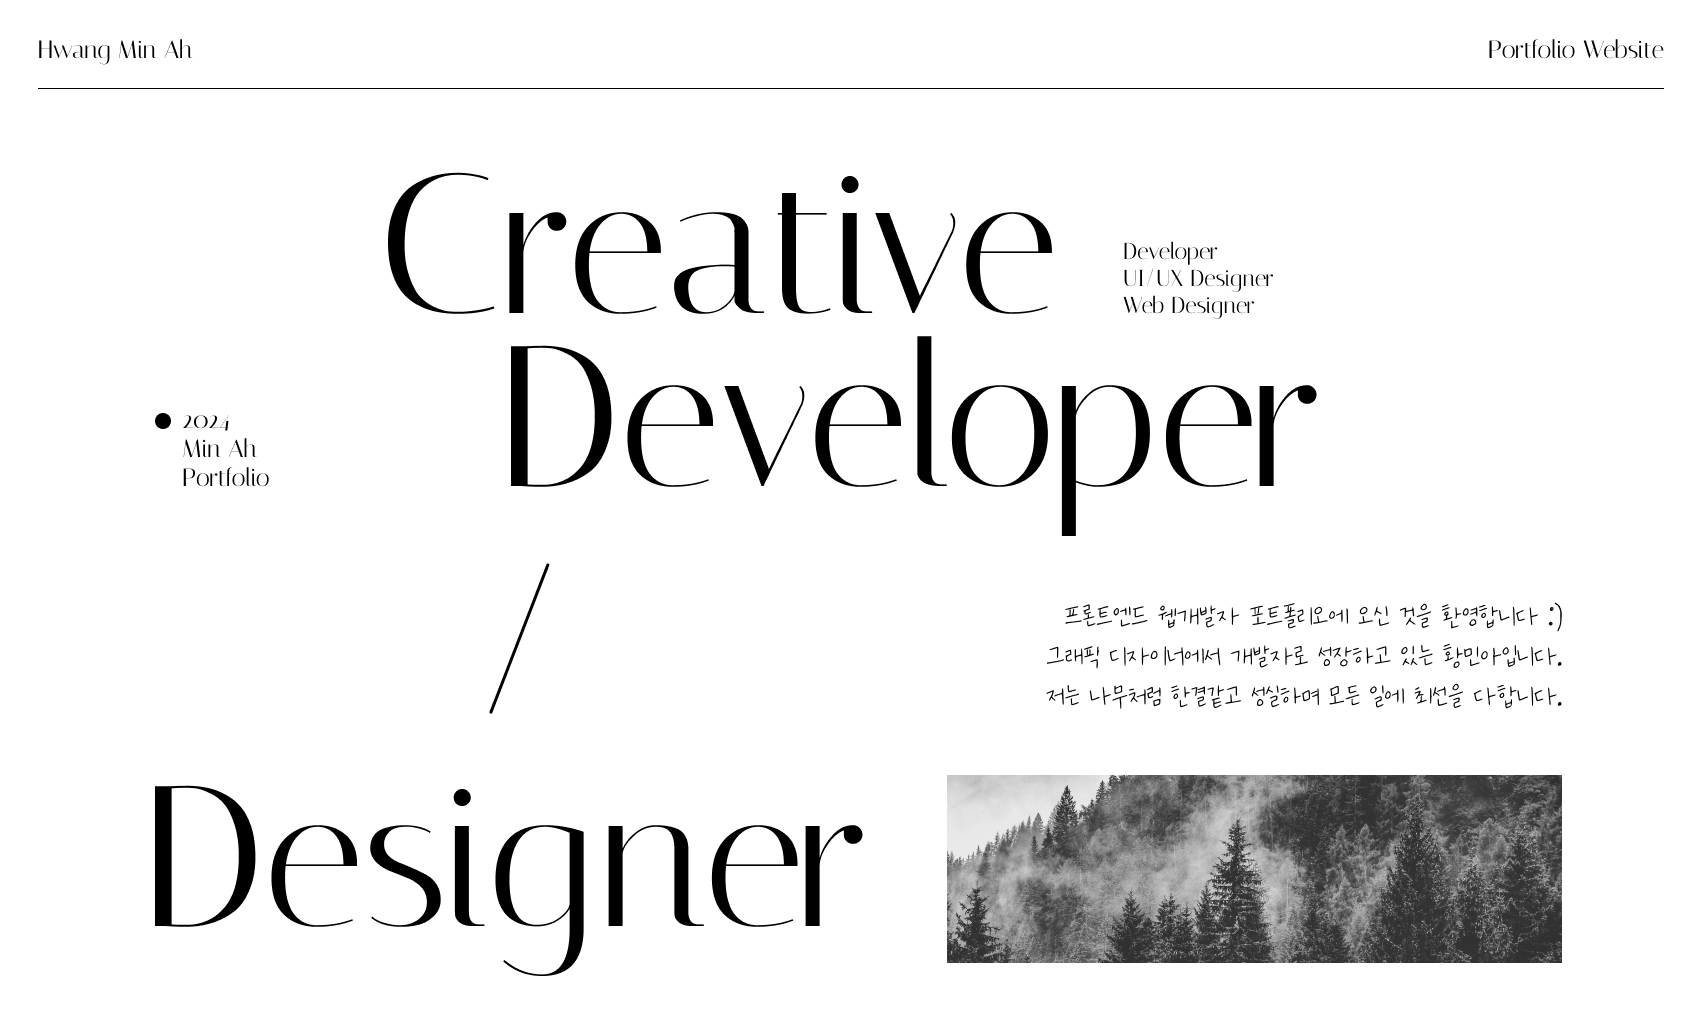 Hwang Min Ah
Portfolio Website
Creative
Developer
UI/UX Designer
Web Designer
Developer
2024
Min Ah
Portfolio
/
프론트엔드 웹개발자 포트폴리오에 오신 것을 환영합니다 :)
그래픽 디자이너에서 개발자로 성장하고 있는 황민아입니다.
저는 나무처럼 한결같고 성실하며 모든 일에 최선을 다합니다.
Designer